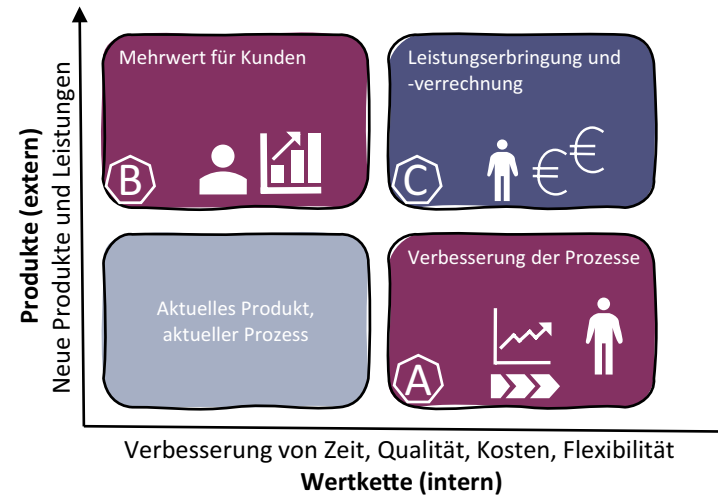 Produkte (extern)
Neue Produkte und Leistungen
Mehrwert für Kunden
B
Leistungserbringung und
-verrechnung
C
€€
Aktuelles Produkt,
aktueller Prozess
Verbesserung der Prozesse
A
Verbesserung von Zeit, Qualität, Kosten, Flexibilität
Wertkette (intern)